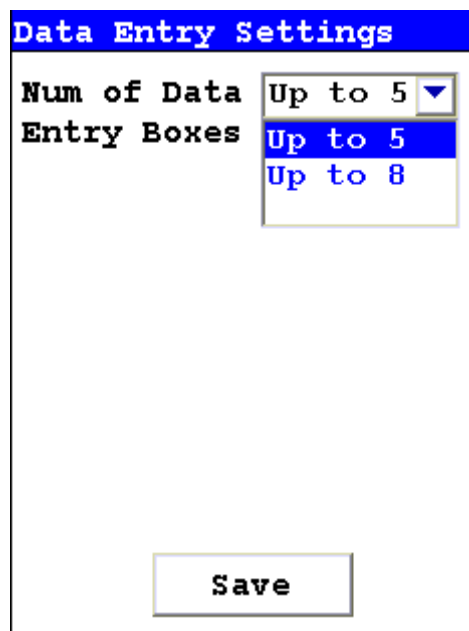 Data Entry Settings
Num of Data Up to 5
Entry Boxes
Up to 5
Up to 8
Save